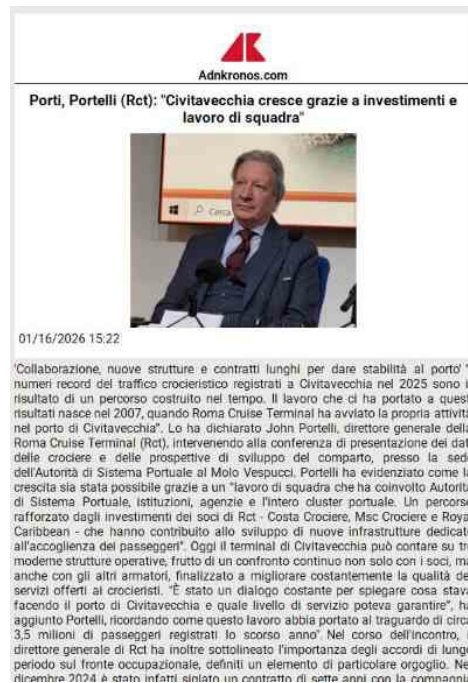 Adnkronos.com
Porti, Portelli (Rct): "Civitavecchia cresce grazie a investimenti e
lavoro di squadra"
Cerca
01/16/2026 15:22
'Collaborazione, nuove strutture e contratti lunghi per dare stabilità al porto' "
numeri record del traffico crocieristico registrati a Civitavecchia nel 2025 sono i
risultato di un percorso costruito nel tempo. Il lavoro che ci ha portato a quest
risultati nasce nel 2007, quando Roma Cruise Terminal ha avviato la propria attivit
nel porto di Civitavecchia". Lo ha dichiarato John Portelli, direttore generale della
Roma Cruise Terminal (Rct), intervenendo alla conferenza di presentazione dei dat
delle crociere e delle prospettive di sviluppo del comparto, presso la sede
dell'Autorità di Sistema Portuale al Molo Vespucci. Portelli ha evidenziato come la
crescita sia stata possibile grazie a un "lavoro di squadra che ha coinvolto Autorit
di Sistema Portuale, istituzioni, agenzie e l'intero cluster portuale. Un percorso
rafforzato dagli investimenti dei soci di Rct - Costa Crociere, Msc Crociere e Roya
Caribbean - che hanno contribuito allo sviluppo di nuove infrastrutture dedicat
all'accoglienza dei passeggeri". Oggi il terminal di Civitavecchia può contare su tr
moderne strutture operative, frutto di un confronto continuo non solo con i soci, ma
anche con gli altri armatori, finalizzato a migliorare costantemente la qualità de
servizi offerti ai crocieristi. "È stato un dialogo costante per spiegare cosa stava
facendo il porto di Civitavecchia e quale livello di servizio poteva garantire", ha
aggiunto Portelli, ricordando come questo lavoro abbia portato al traguardo di circa
3,5 milioni di passeggeri registrati lo scorso anno". Nel corso dell'incontro, i
direttore generale di Rct ha inoltre sottolineato l'importanza degli accordi di lungo
periodo sul fronte occupazionale, definiti un elemento di particolare orgoglio. Ne
dicembre 2024 è stato infatti siglato un contratto di sette anni con la compagni